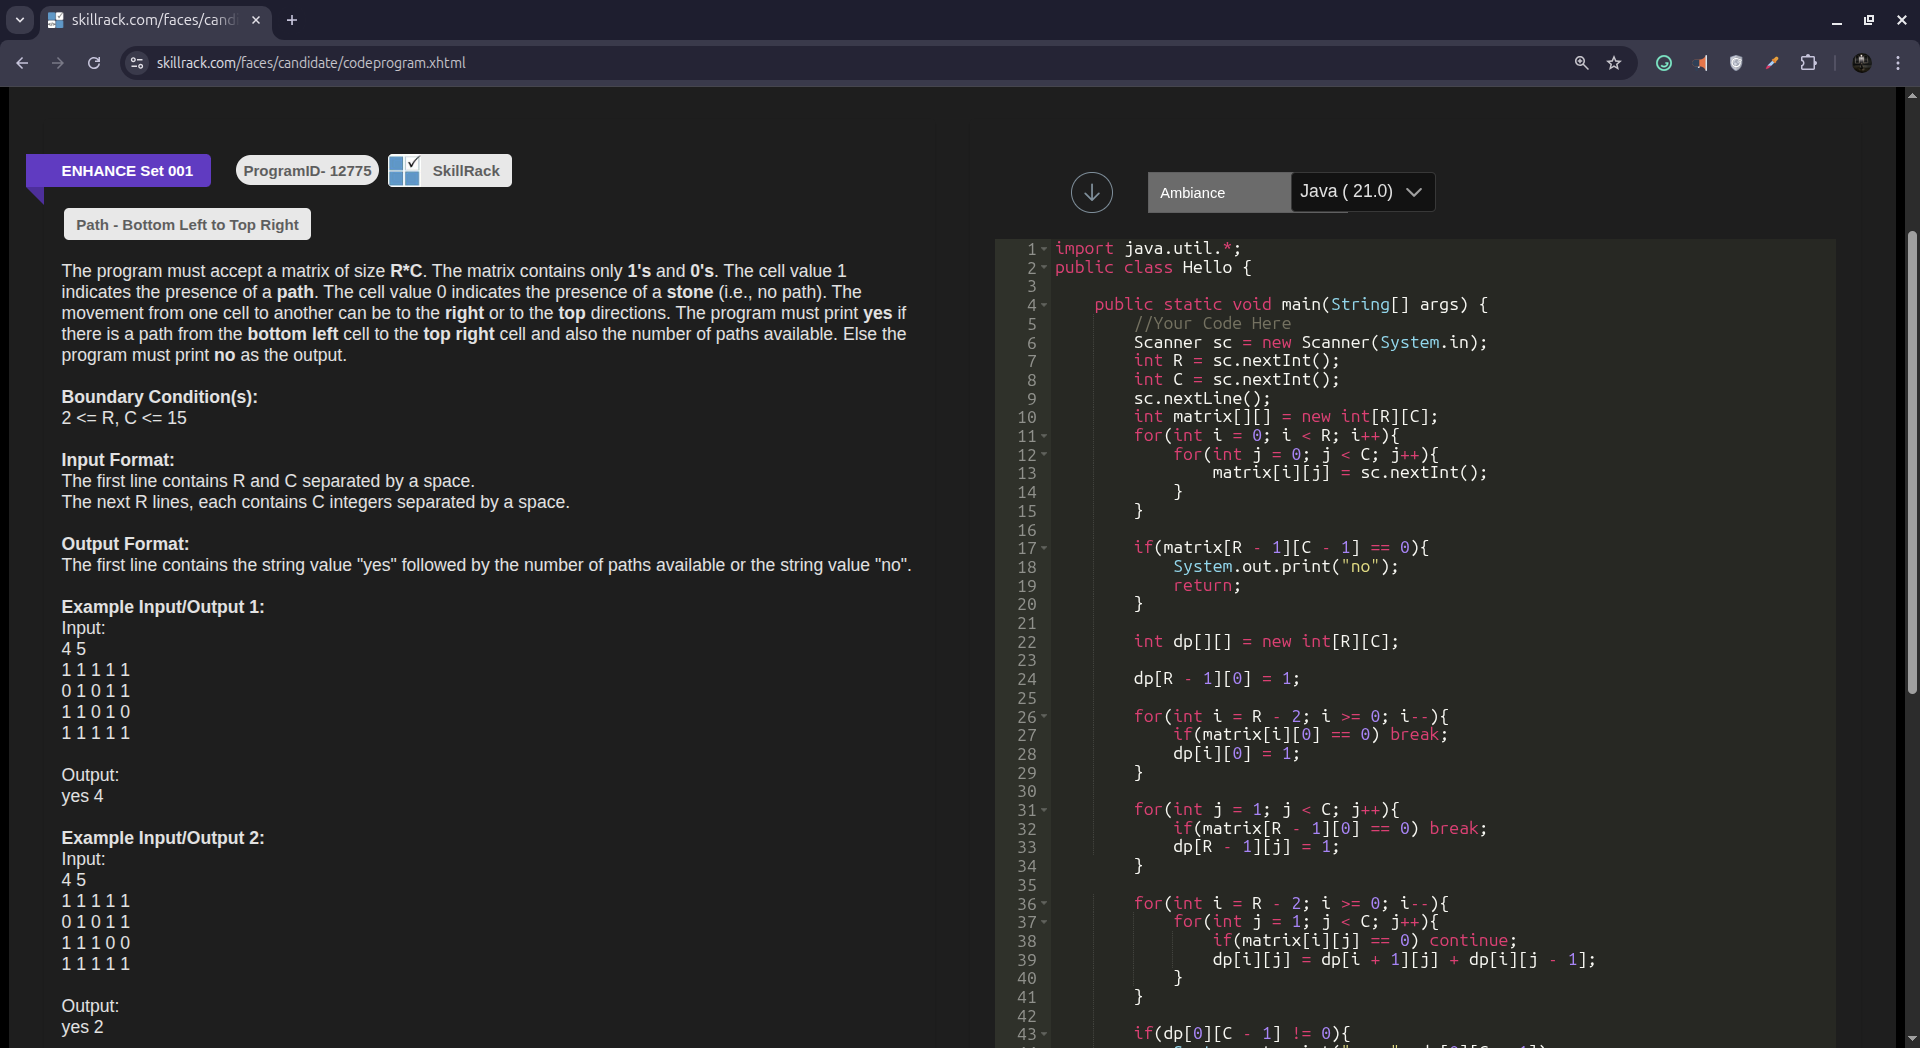 skillrack.com/faces/candi
skillrack.com/faces/candidate/codeprogram.xhtml
ENHANCE Set 001
ProgramID- 12775
SkillRack
Path - Bottom Left to Top Right
The program must accept a matrix of size R*C. The matrix contains only 1's and 0's. The cell value 1
indicates the presence of a path. The cell value 0 indicates the presence of a stone (i.e., no path). The
movement from one cell to another can be to the right or to the top directions. The program must print yes if
there is a path from the bottom left cell to the top right cell and also the number of paths available. Else the
program must print no as the output.
Boundary Condition(s):
2 <= R, C <= 15
Input Format:
The first line contains R and C separated by a space.
The next R lines, each contains C integers separated by a space.
Output Format:
The first line contains the string value "yes" followed by the number of paths available or the string value "no".
Example Input/Output 1:
Input:
4 5
1 1 1 1 1
0 1 0 1 1
1 1 0 1 0
1 1 1 1 1
Output:
yes 4
Example Input/Output 2:
Input:
4 5
1 1 1 1 1
0 1 0 1 1
1 1 1 0 0
1 1 1 1 1
Output:
yes 2
Ambiance
Java ( 21.0)
1 import java.util.*;
2 public class Hello {
3
4 public static void main(String[] args) {
5 //Your Code Here
6 Scanner sc = new Scanner(System.in);
7 int R = sc.nextInt();
8 int C = sc.nextInt();
9 sc.nextLine();
10 int matrix[][] = new int[R][C];
11 for(int i = 0; i < R; i++){
12 for(int j = 0; j < C; j++){
13 matrix[i][j] = sc.nextInt();
14 }
15 }
16
17 if(matrix[R - 1][C - 1] == 0){
18 System.out.print("no");
19 return;
20 }
21
22 int dp[][] = new int[R][C];
23
24 dp[R - 1][0] = 1;
25
26 for(int i = R - 2; i >= 0; i--){
27 if(matrix[i][0] == 0) break;
28 dp[i][0] = 1;
29 }
30
31 for(int j = 1; j < C; j++){
32 if(matrix[R - 1][0] == 0) break;
33 dp[R - 1][j] = 1;
34 }
35
36 for(int i = R - 2; i >= 0; i--){
37 for(int j = 1; j < C; j++){
38 if(matrix[i][j] == 0) continue;
39 dp[i][j] = dp[i + 1][j] + dp[i][j - 1];
40 }
41 }
42
43 if(dp[0][C - 1] != 0){